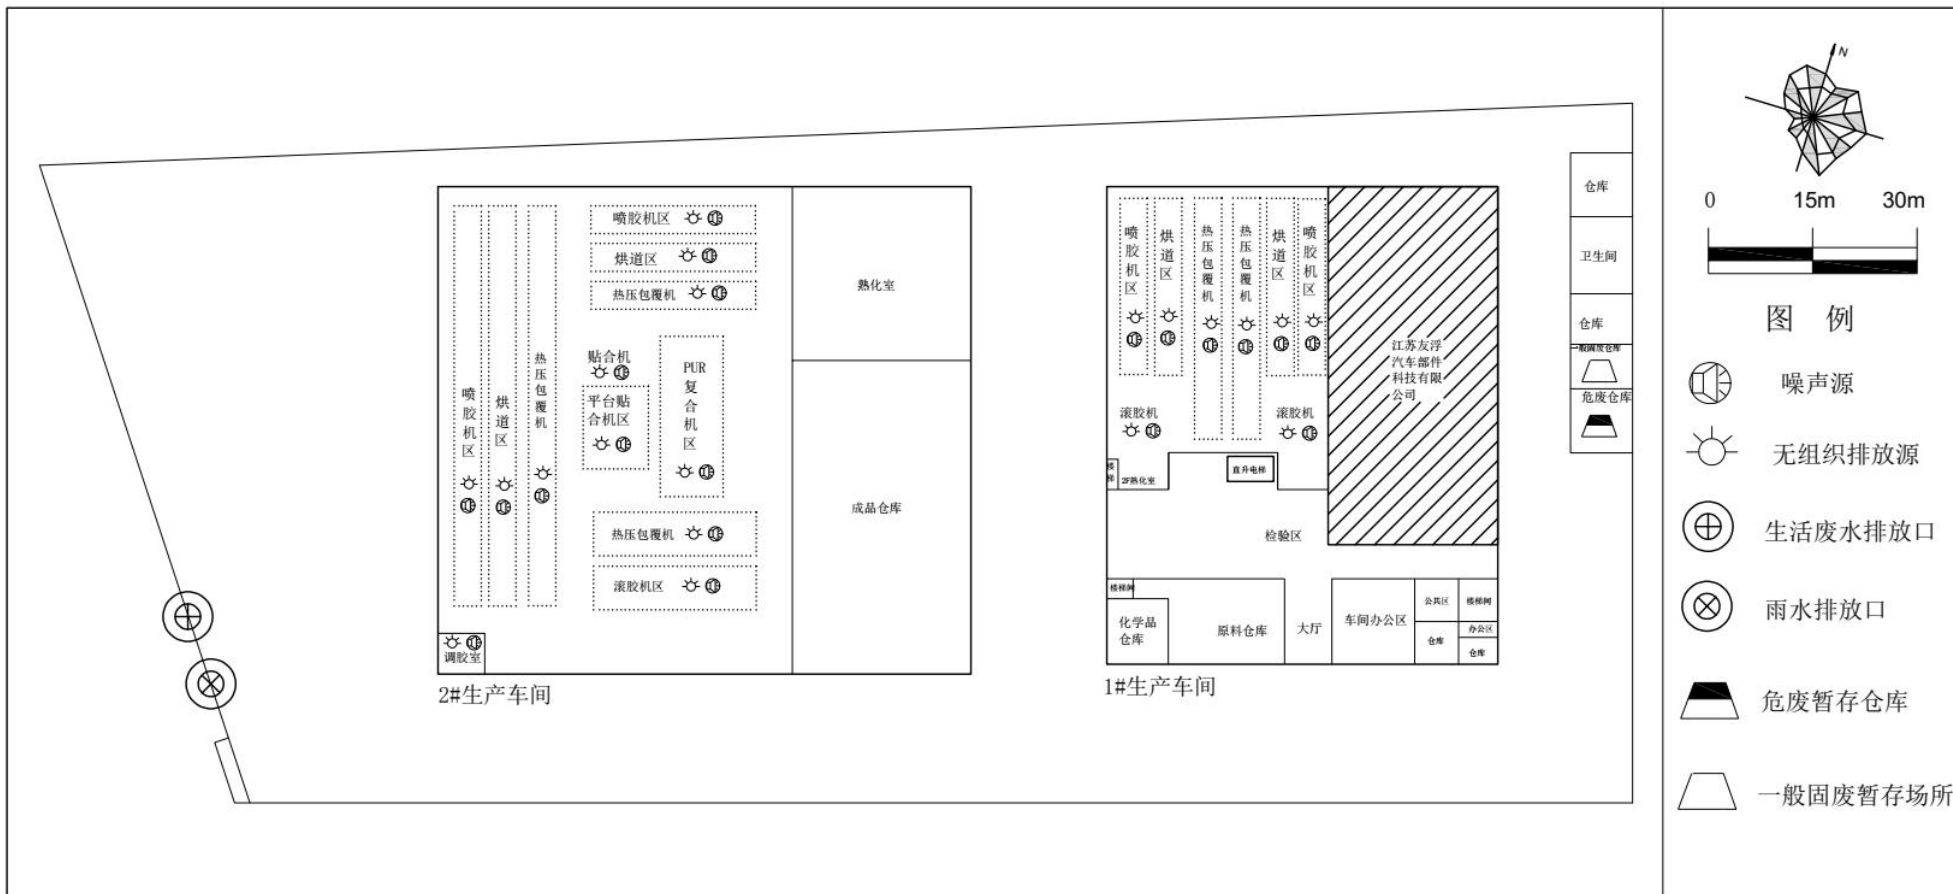 喷胶机区
烘道区
热压包覆机
喷胶机区
烘道区
热压包覆机
贴合机
平台贴
合机区
PUR
复
合
机
区
热压包覆机
滚胶机区
调胶室
熟化室
成品仓库
2#生产车间
喷胶机区
烘道区
热压包覆机
热压包覆机
烘道区
喷胶机区
江苏友浮
汽车部件
科技有限
公司
滚胶机
滚胶机
楼梯
2F熟化室
直升电梯
检验区
楼梯间
化学品
仓库
原料仓库
大厅
车间办公区
公共区
仓库
楼梯间
办公区
仓库
1#生产车间
仓库
卫生间
仓库
一般固废仓库
危废仓库
N
0 15m 30m
图 例
噪声源
无组织排放源
生活废水排放口
雨水排放口
危废暂存仓库
一般固废暂存场所